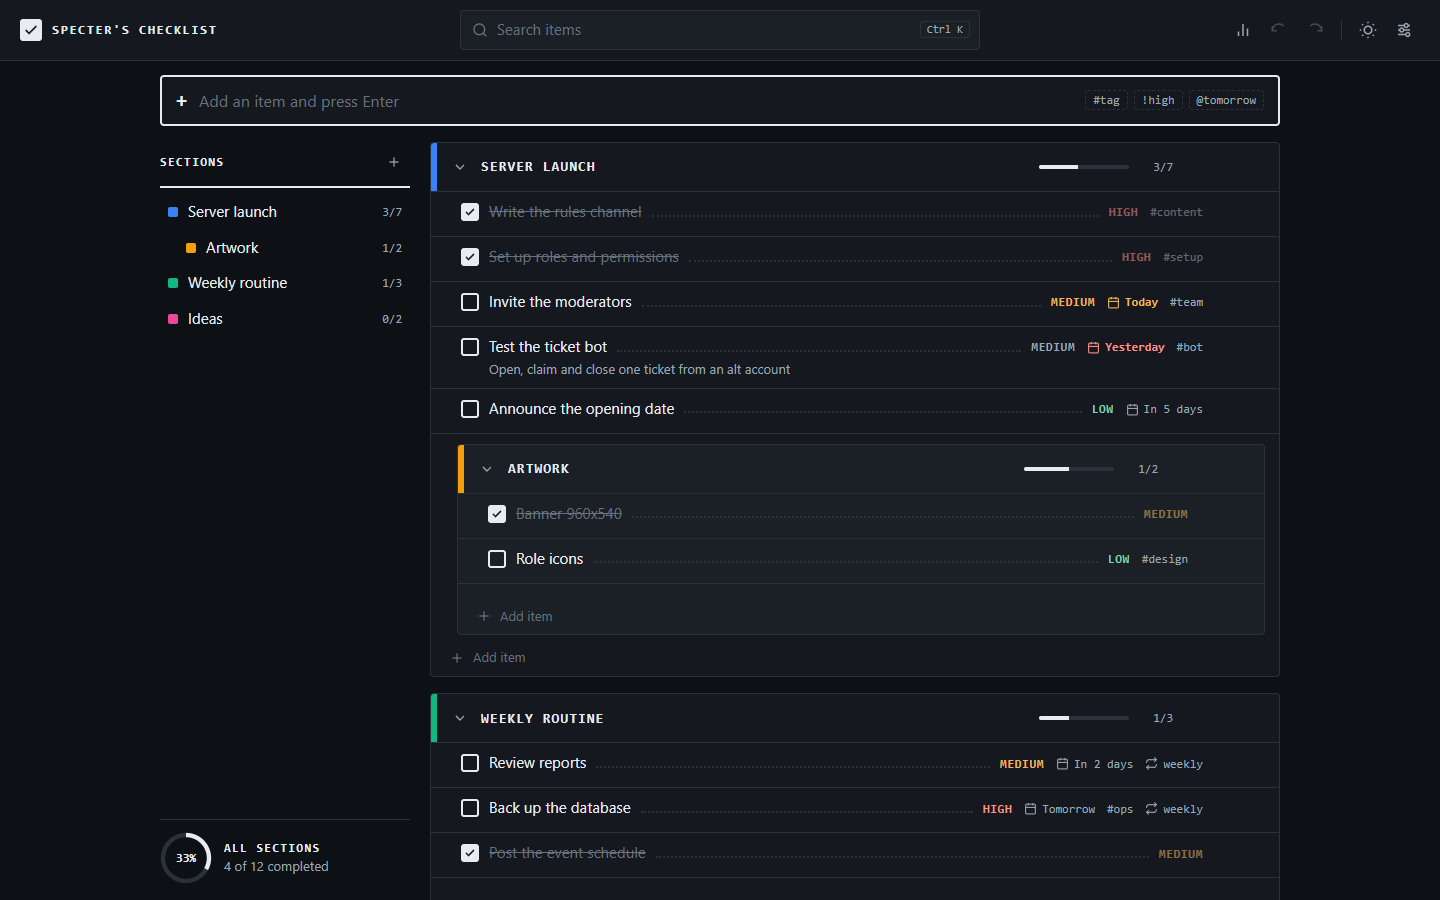 SPECTER'S CHECKLIST
Search items
Ctrl K
Add an item and press Enter
#tag !high @tomorrow
SECTIONS
Server launch 3/7
Artwork 1/2
Weekly routine 1/3
Ideas 0/2
33%
ALL SECTIONS
4 of 12 completed
SERVER LAUNCH 3/7
Write the rules channel HIGH #content
Set up roles and permissions HIGH #setup
Invite the moderators MEDIUM Today #team
Test the ticket bot MEDIUM Yesterday #bot
Open, claim and close one ticket from an alt account
Announce the opening date LOW In 5 days
ARTWORK 1/2
Banner 960x540 MEDIUM
Role icons LOW #design
Add item
Add item
WEEKLY ROUTINE 1/3
Review reports MEDIUM In 2 days weekly
Back up the database HIGH Tomorrow #ops weekly
Post the event schedule MEDIUM